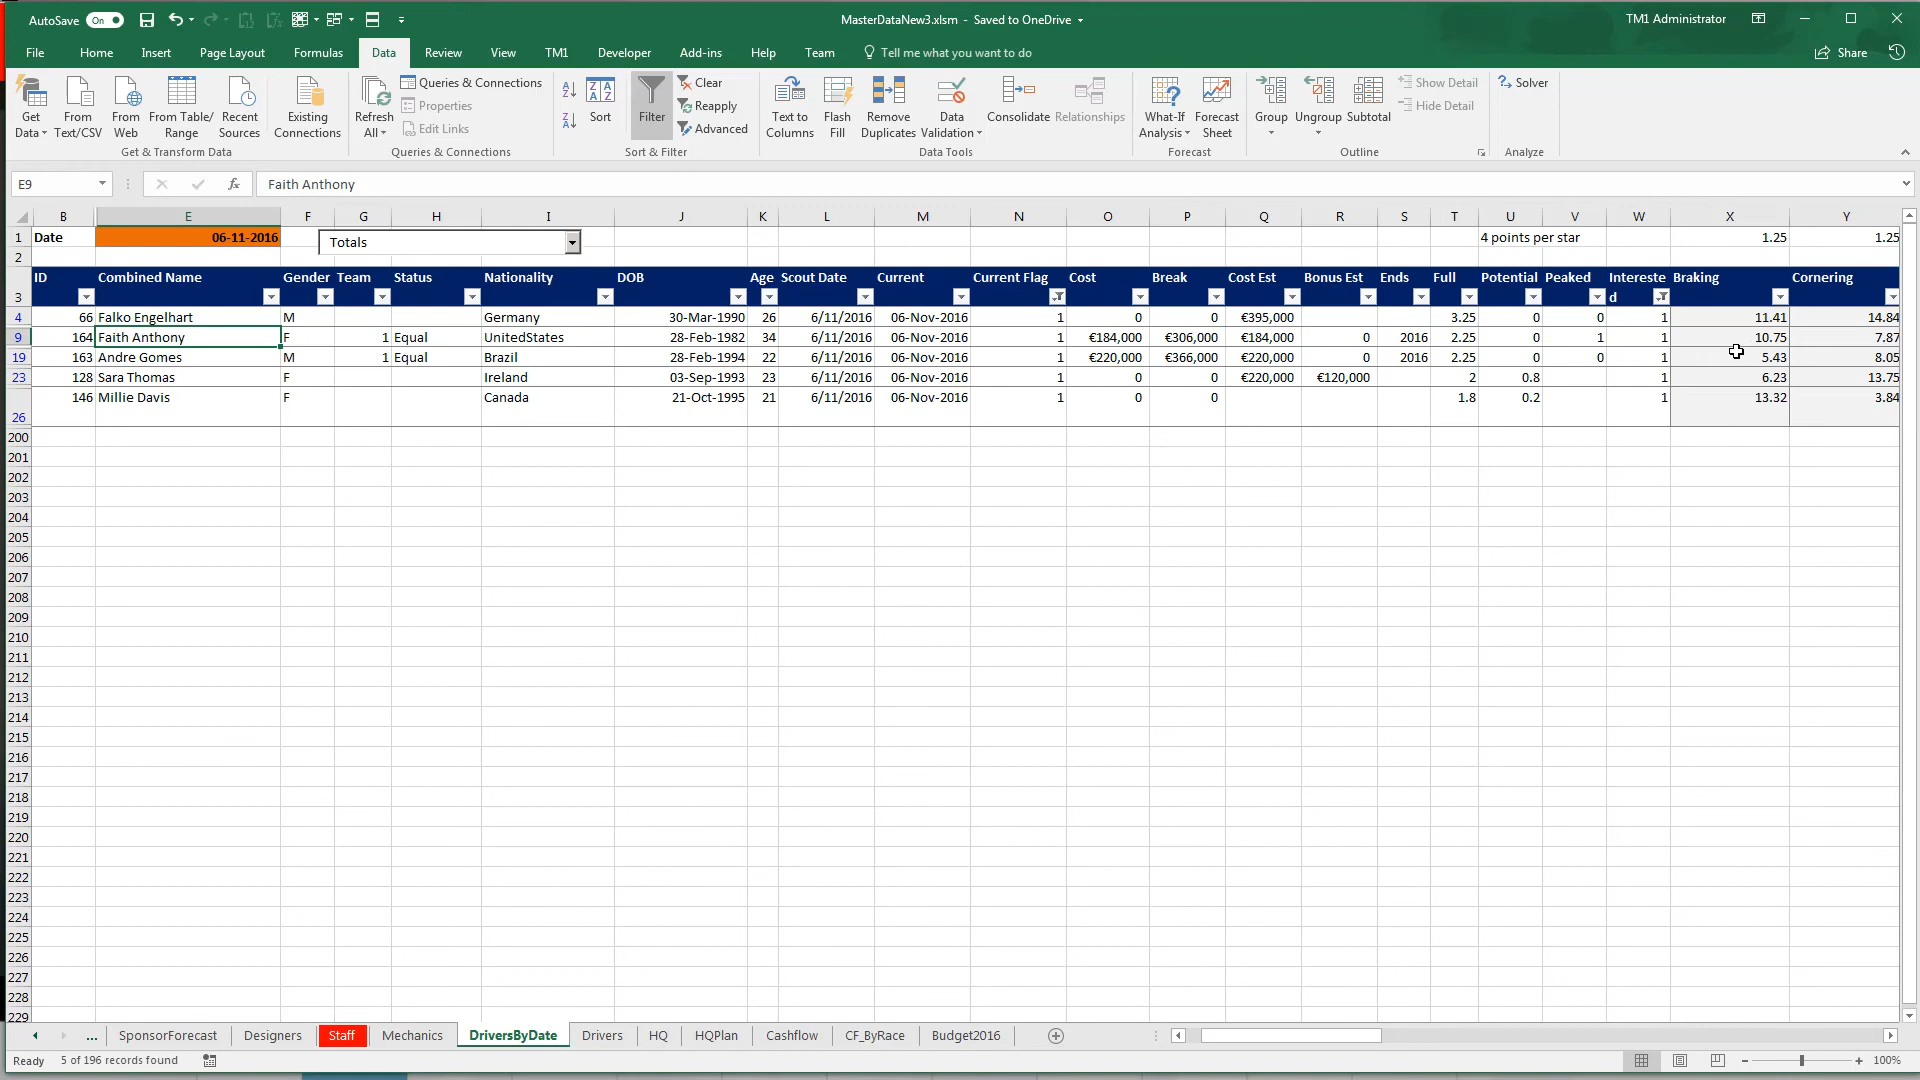 AutoSave On MasterDataNew3.xlsm - Saved to OneDrive TM1 Administrator
File Home Insert Page Layout Formulas Data Review View TM1 Developer Add-ins Help Team Tell me what you want to do Share
Get Data From Text/CSV From Web From Table/ Range Recent Sources Existing Connections Refresh All Queries & Connections Properties Edit Links Sort Filter Clear Reapply Advanced Text to Columns Flash Fill Remove Duplicates Data Validation Consolidate Relationships What-If Analysis Forecast Sheet Group Ungroup Subtotal Show Detail Hide Detail Solver
Get & Transform Data Queries & Connections Sort & Filter Data Tools Forecast Outline Analyze
E9 fx Faith Anthony
B E F G H I J K L M N O P Q R S T U V W X Y
1 Date 06-11-2016 Totals 4 points per star 1.25 1.25
2
3 ID Combined Name Gender Team Status Nationality DOB Age Scout Date Current Current Flag Cost Break Cost Est Bonus Est Ends Full Potential Peaked Interested Braking Cornering
4 66 Falko Engelhart M Germany 30-Mar-1990 26 6/11/2016 06-Nov-2016 1 0 0 €395,000 3.25 0 0 1 11.41 14.84
9 164 Faith Anthony F 1 Equal UnitedStates 28-Feb-1982 34 6/11/2016 06-Nov-2016 1 €184,000 €306,000 €184,000 0 2016 2.25 0 1 1 10.75 7.87
19 163 Andre Gomes M 1 Equal Brazil 28-Feb-1994 22 6/11/2016 06-Nov-2016 1 €220,000 €366,000 €220,000 0 2016 2.25 0 0 1 5.43 8.05
23 128 Sara Thomas F Ireland 03-Sep-1993 23 6/11/2016 06-Nov-2016 1 0 0 €220,000 €120,000 2 0.8 1 6.23 13.75
26 146 Millie Davis F Canada 21-Oct-1995 21 6/11/2016 06-Nov-2016 1 0 0 1.8 0.2 1 13.32 3.84
200
201
202
203
204
205
206
207
208
209
210
211
212
213
214
215
216
217
218
219
220
221
222
223
224
225
226
227
228
229
... SponsorForecast Designers Staff Mechanics DriversByDate Drivers HQ HQPlan Cashflow CF_ByRace Budget2016
Ready 5 of 196 records found 100%